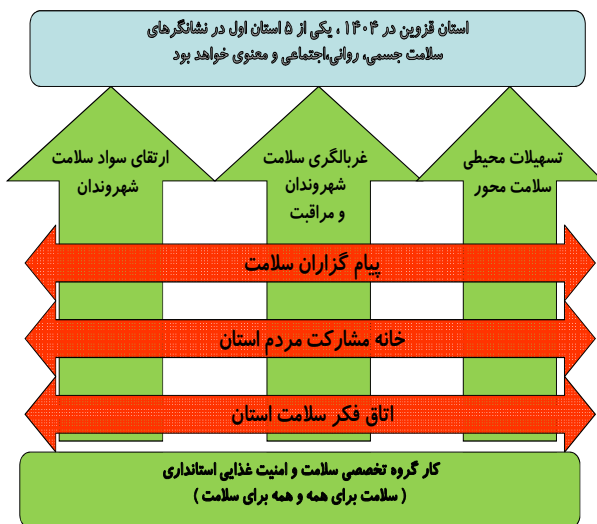 استان قزوین در ۱۴۰۴ ، یکی از ۵ استان اول در نشانگرهای
سلامت جسمی، روانی،اجتماعی و معنوی خواهد بود
تسهیلات محیطی
سلامت محور
غربالگری سلامت
شهروندان
و مراقبت
ارتقای سواد سلامت
شهروندان
پیام گزاران سلامت
خانه مشارکت مردم استان
اتاق فکر سلامت استان
کار گروه تخصصی سلامت و امنیت غذایی استانداری
( سلامت برای همه و همه برای سلامت )